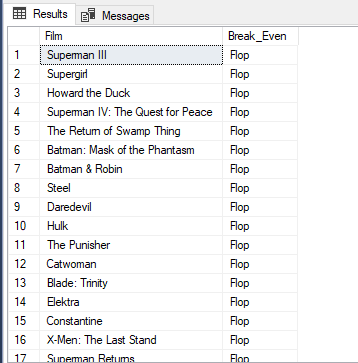 Results Messages
Film Break_Even
1 Superman III Flop
2 Supergirl Flop
3 Howard the Duck Flop
4 Superman IV: The Quest for Peace Flop
5 The Return of Swamp Thing Flop
6 Batman: Mask of the Phantasm Flop
7 Batman & Robin Flop
8 Steel Flop
9 Daredevil Flop
10 Hulk Flop
11 The Punisher Flop
12 Catwoman Flop
13 Blade: Trinity Flop
14 Elektra Flop
15 Constantine Flop
16 X-Men: The Last Stand Flop
17 Superman Returns Flop